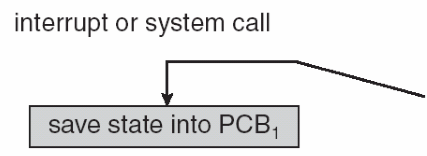 interrupt or system call
save state into PCB₁